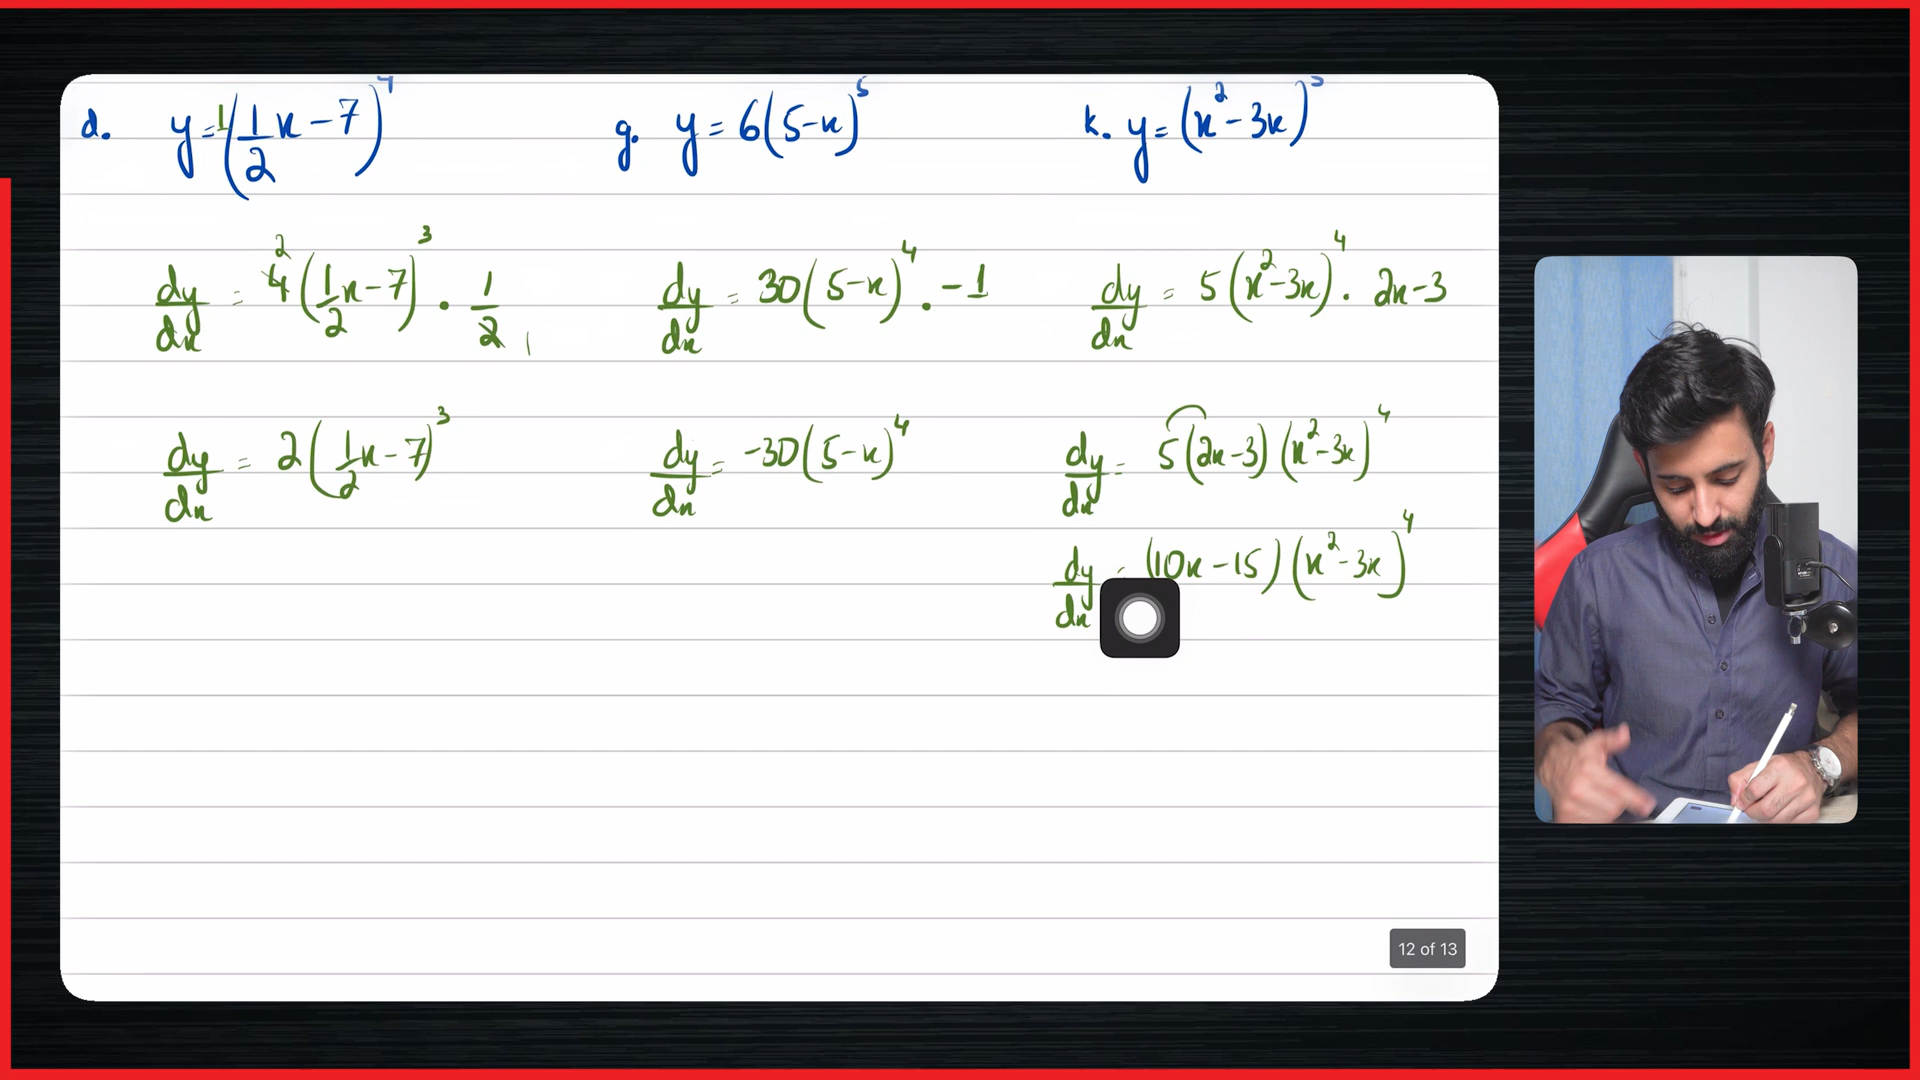 d. y=1(1/2 x - 7)^4
g. y = 6(5-x)^5
k. y = (x^2 - 3x)^5
dy/dx = 4 2 (1/2 x - 7)^3 · 1/2 1
dy/dx = 30(5-x)^4 · -1
dy/dx = 5(x^2 - 3x)^4 · 2x-3
dy/dx = 2(1/2 x - 7)^3
dy/dx = -30(5-x)^4
dy/dx = 5(2x-3)(x^2 - 3x)^4
dy/dx = (10x - 15)(x^2 - 3x)^4
12 of 13